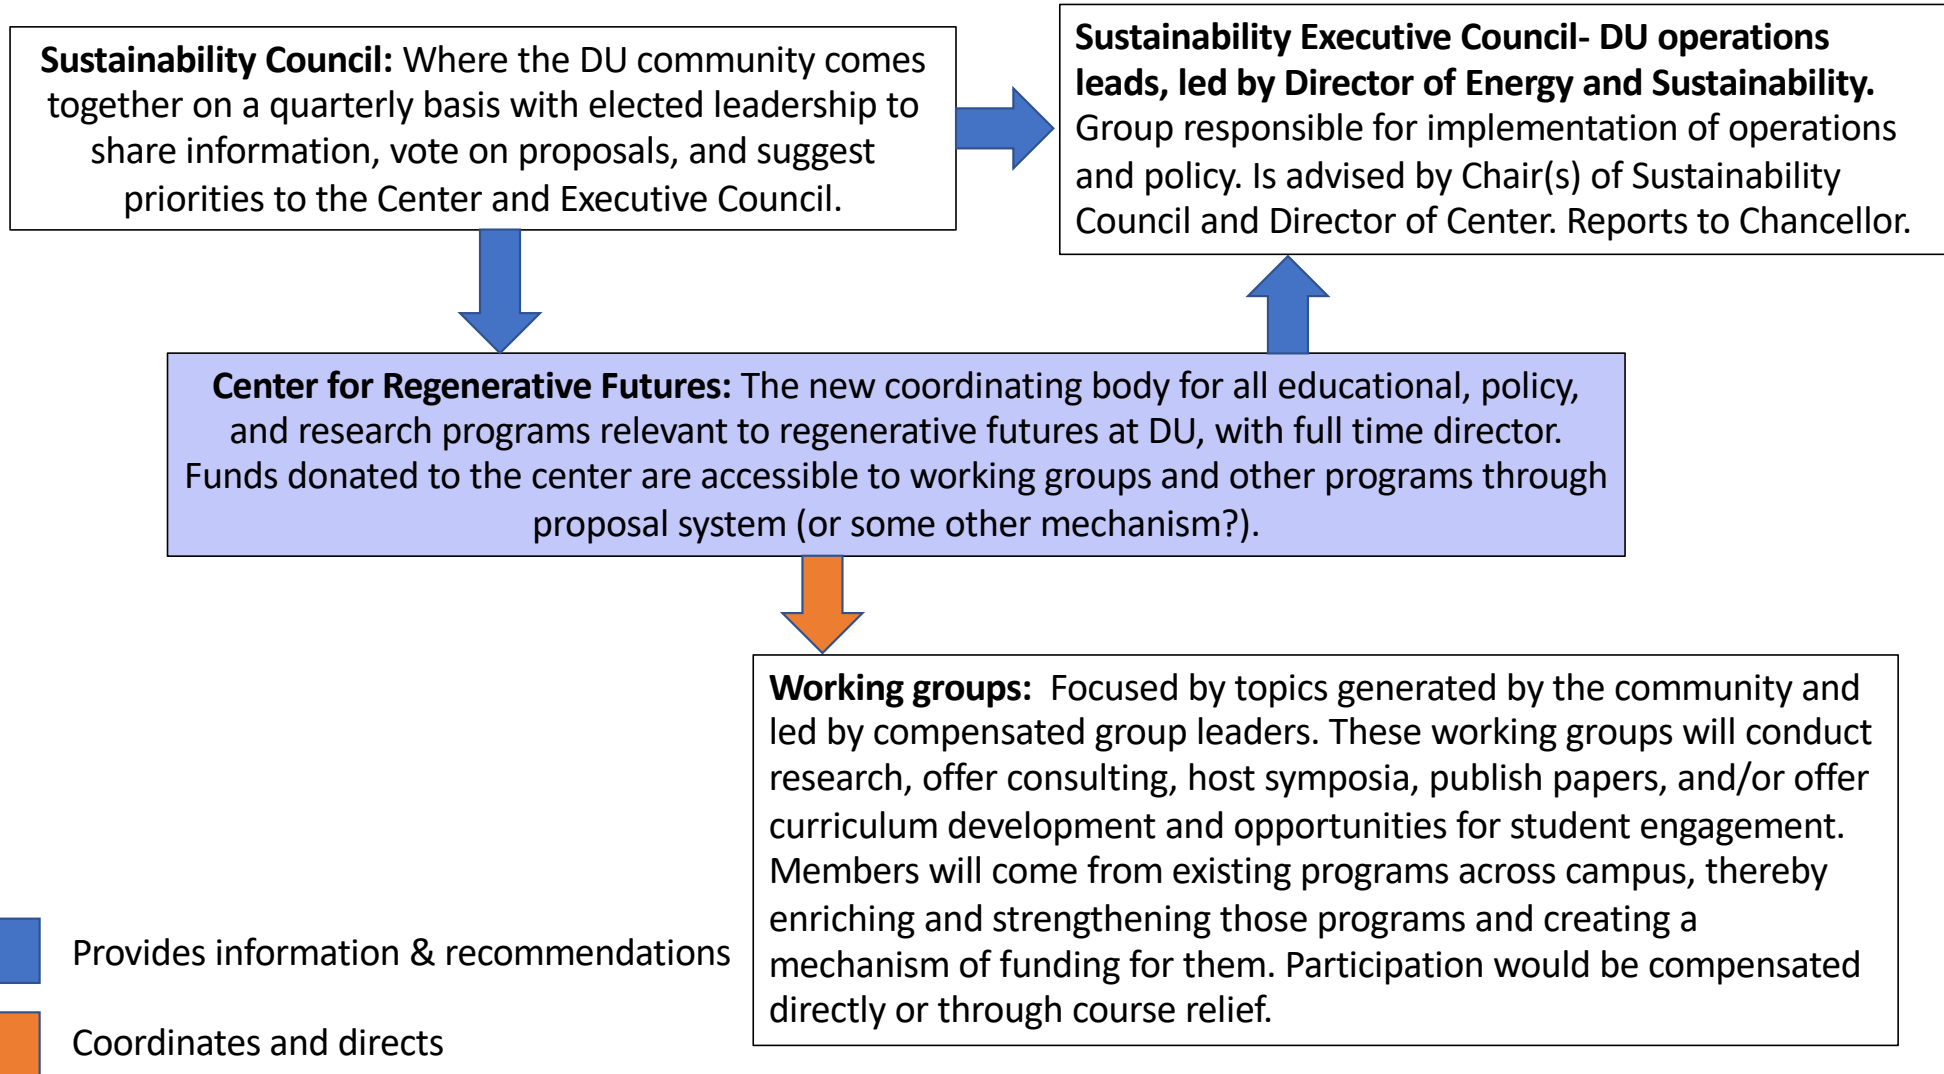 Sustainability Council: Where the DU community comes
together on a quarterly basis with elected leadership to
share information, vote on proposals, and suggest
priorities to the Center and Executive Council.
Sustainability Executive Council- DU operations
leads, led by Director of Energy and Sustainability.
Group responsible for implementation of operations
and policy. Is advised by Chair(s) of Sustainability
Council and Director of Center. Reports to Chancellor.
Center for Regenerative Futures: The new coordinating body for all educational, policy,
and research programs relevant to regenerative futures at DU, with full time director.
Funds donated to the center are accessible to working groups and other programs through
proposal system (or some other mechanism?).
Working groups:  Focused by topics generated by the community and
led by compensated group leaders. These working groups will conduct
research, offer consulting, host symposia, publish papers, and/or offer
curriculum development and opportunities for student engagement.
Members will come from existing programs across campus, thereby
enriching and strengthening those programs and creating a
mechanism of funding for them. Participation would be compensated
directly or through course relief.
Provides information & recommendations
Coordinates and directs